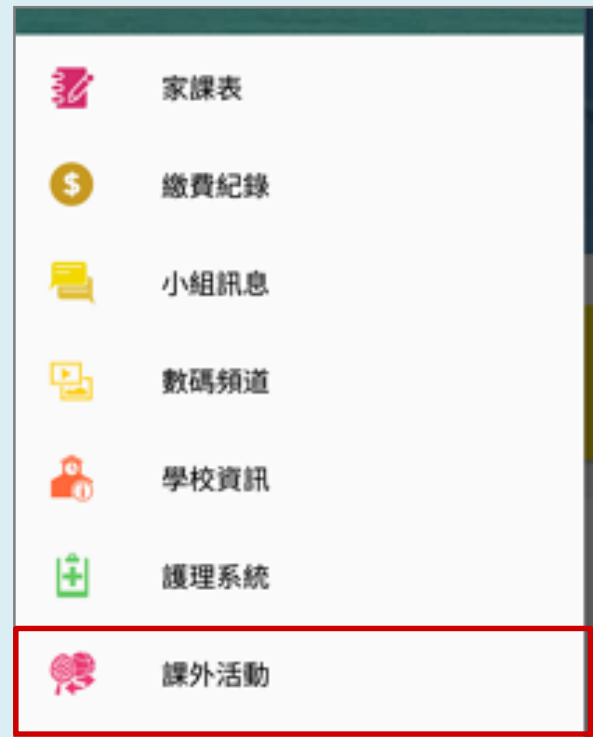 家課表
繳費紀錄
小組訊息
數碼頻道
學校資訊
護理系統
課外活動